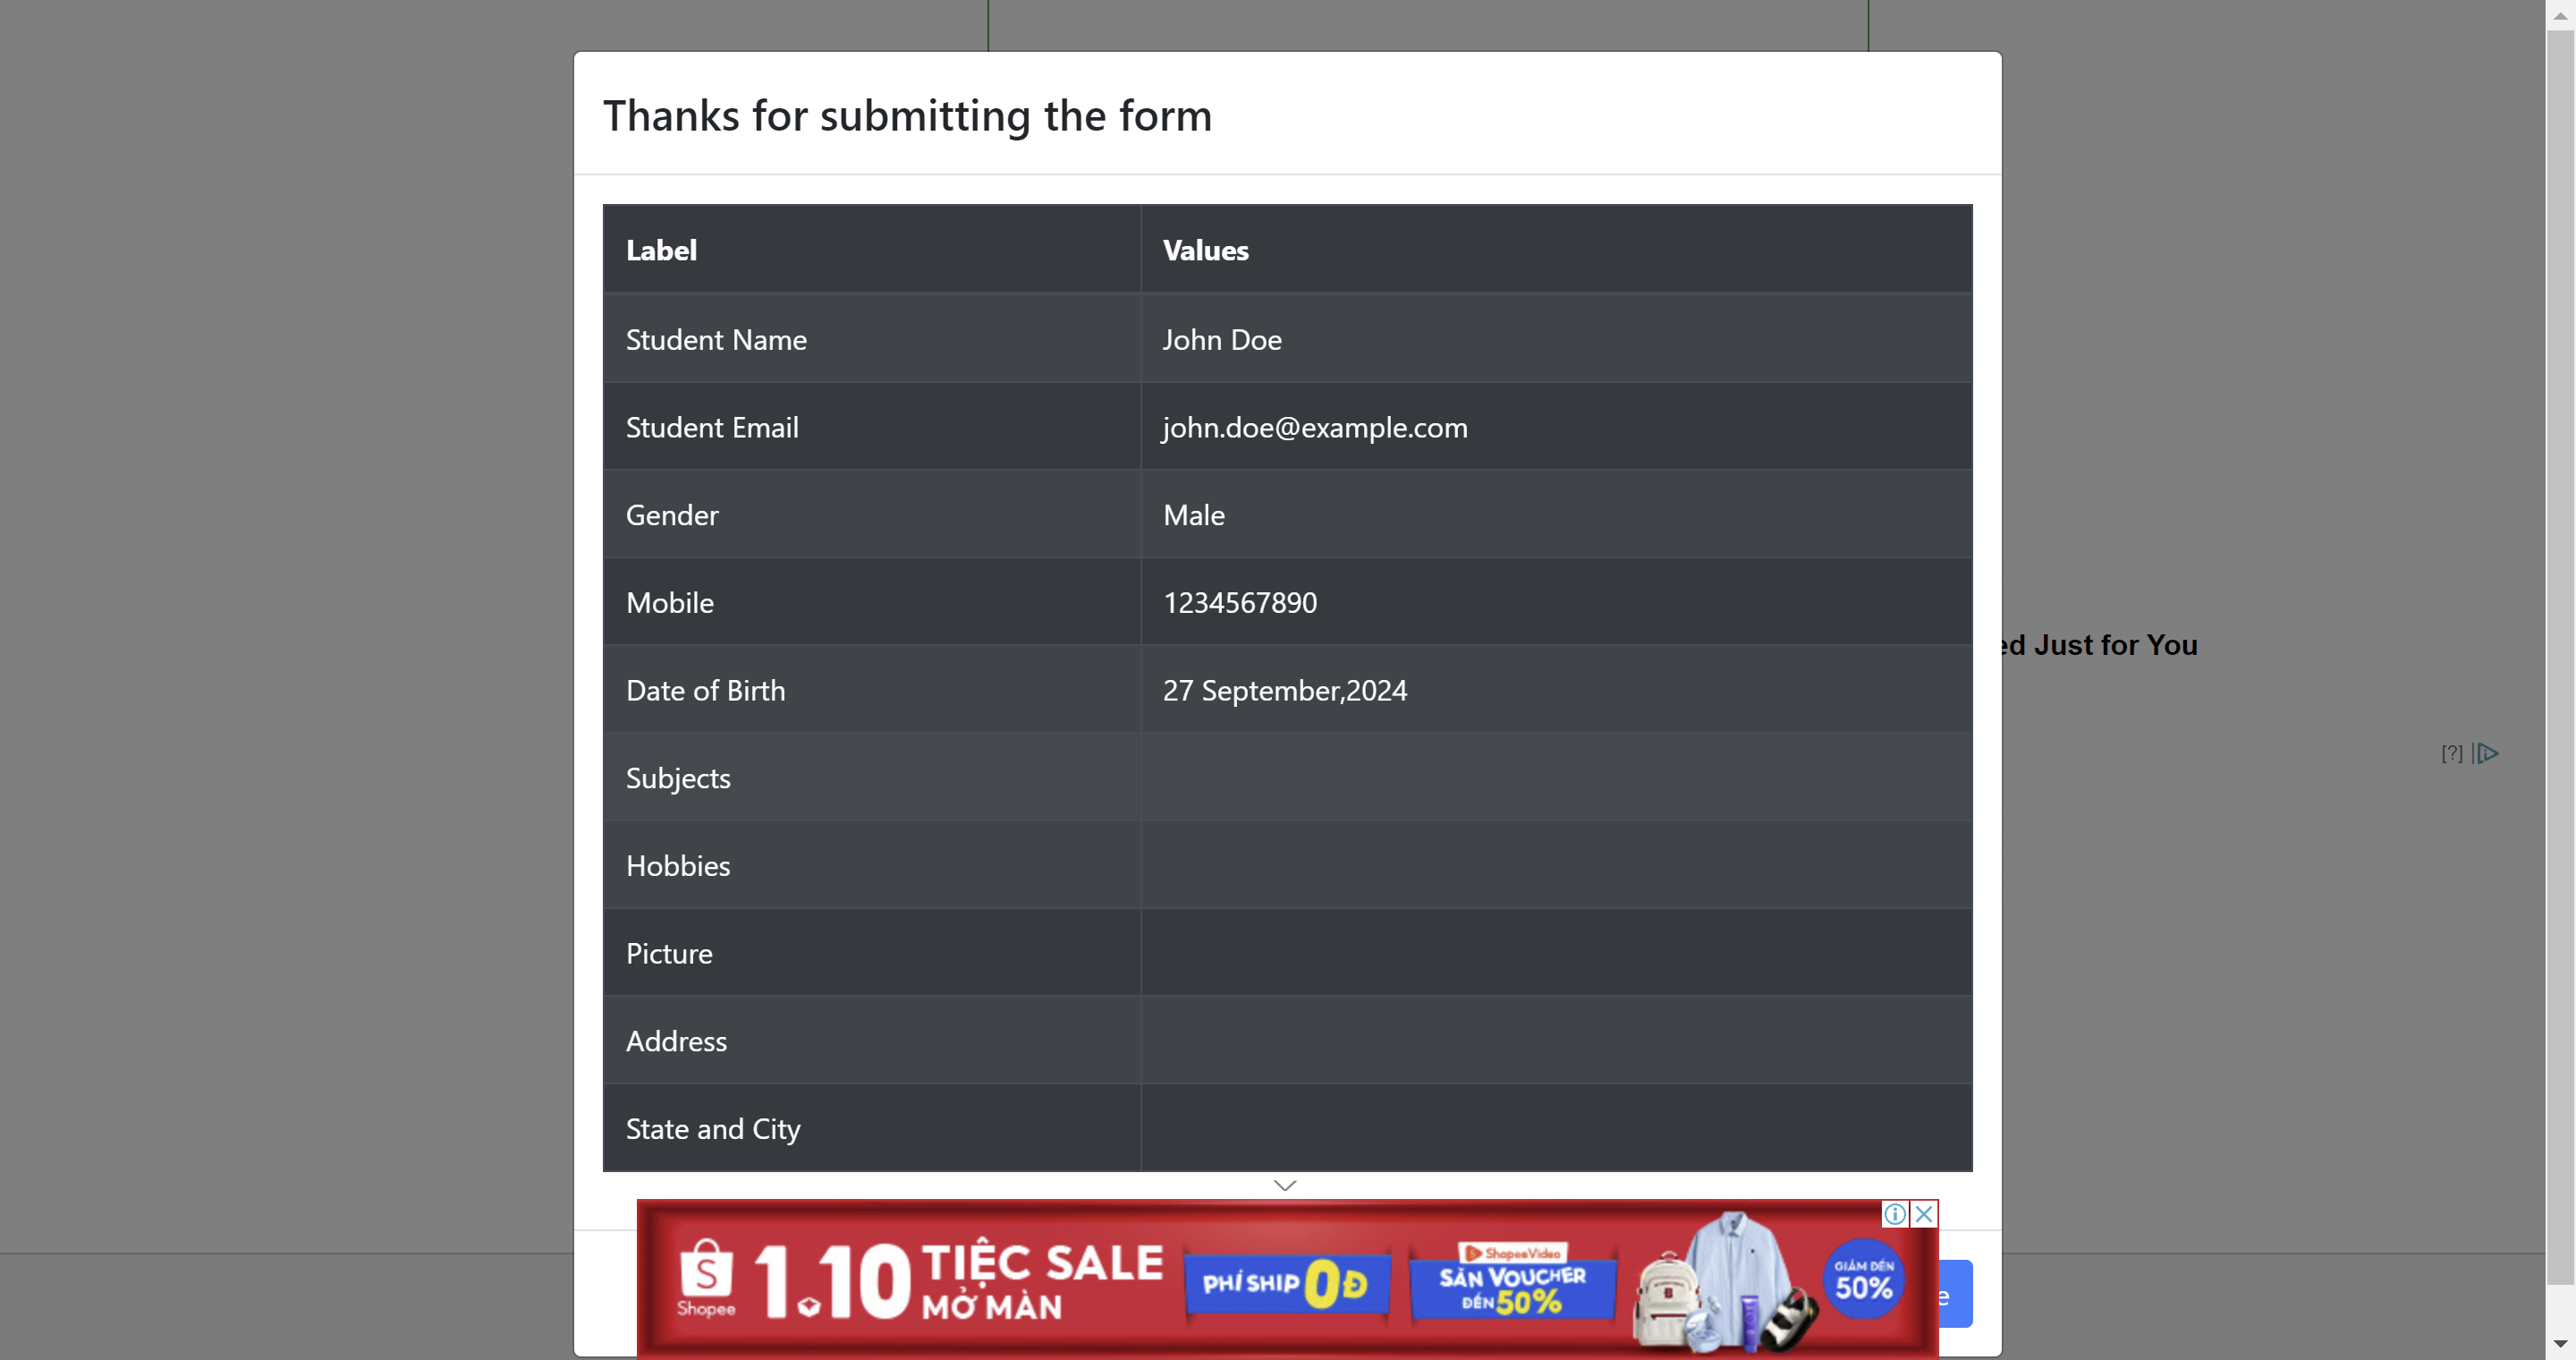 Thanks for submitting the form
Label Values
Student Name John Doe
Student Email john.doe@example.com
Gender Male
Mobile 1234567890
Date of Birth 27 September,2024
Subjects
Hobbies
Picture
Address
State and City
ed Just for You
[?]
Shopee
1.10 TIỆC SALE
MỞ MÀN
PHÍ SHIP 0Đ
ShopeeVideo
SĂN VOUCHER
ĐẾN 50%
B
GIẢM ĐẾN
50%
e